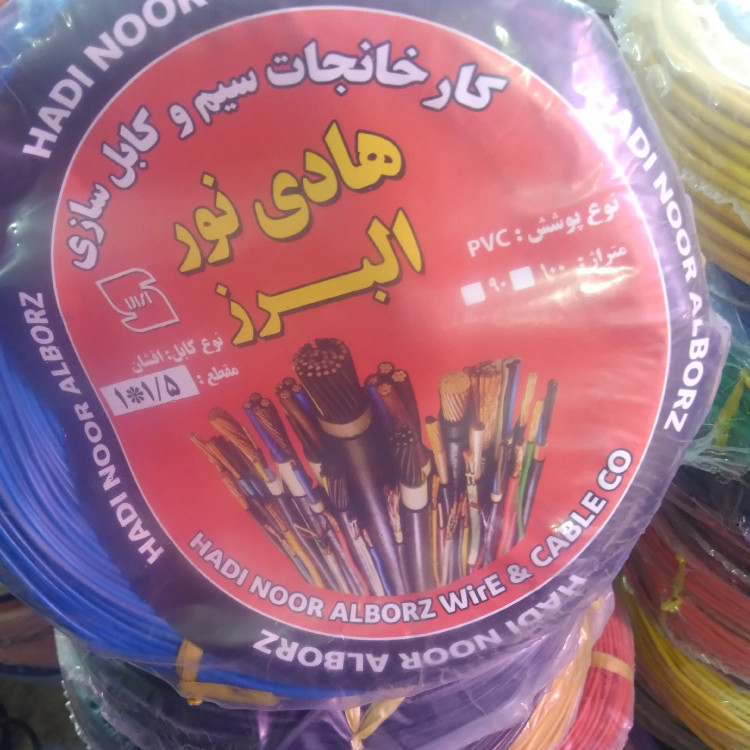 HADI NOOR
کارخانجات سیم و کابل سازی
هادی نور
البرز
نوع پوشش : PVC
متراژ : ۱۰۰ ۹۰
نوع کابل: افشان
مقطع : ۱*۱/۵
HADI NOOR ALBORZ WirE & CABLE CO
HADI NOOR ALBORZ
HADI NOOR ALBORZ
HADI NOOR ALBORZ
HADI NOOR ALBORZ